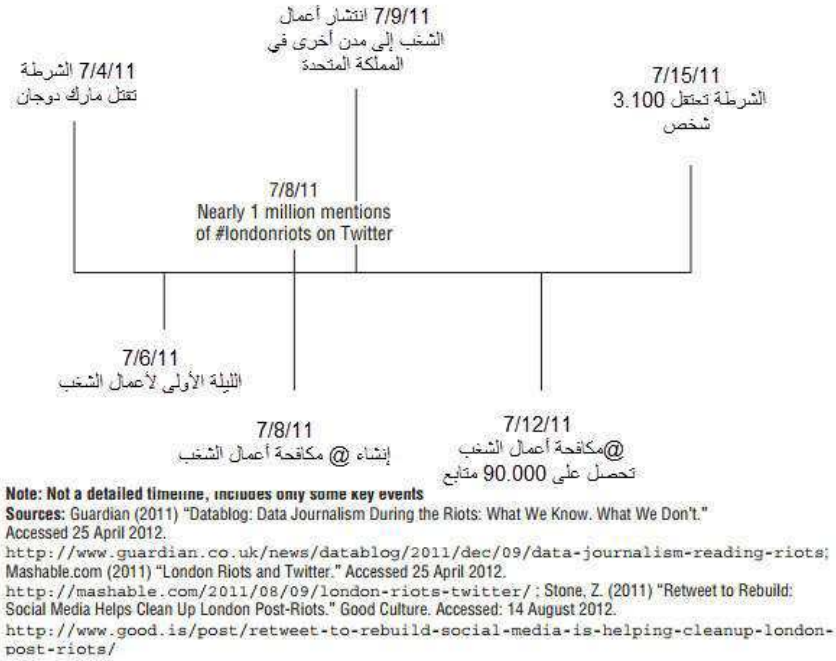 7/9/11 انتشار أعمال
الشغب إلى مدن أخرى في
المملكة المتحدة
7/4/11 الشرطة
تقتل مارك دوجان
7/15/11
الشرطة تعتقل 3.100
شخص
7/8/11
Nearly 1 million mentions
of #londonriots on Twitter
7/6/11
الليلة الأولى لأعمال الشغب
7/8/11
إنشاء @ مكافحة أعمال الشغب
7/12/11
@مكافحة أعمال الشغب
تحصل على 90.000 متابع
Note: Not a detailed timeline, includes only some key events
Sources: Guardian (2011) “Datablog: Data Journalism During the Riots: What We Know. What We Don’t.”
Accessed 25 April 2012.
http://www.guardian.co.uk/news/datablog/2011/dec/09/data-journalism-reading-riots;
Mashable.com (2011) “London Riots and Twitter.” Accessed 25 April 2012.
http://mashable.com/2011/08/09/london-riots-twitter/; Stone, Z. (2011) “Retweet to Rebuild:
Social Media Helps Clean Up London Post-Riots.” Good Culture. Accessed: 14 August 2012.
http://www.good.is/post/retweet-to-rebuild-social-media-is-helping-cleanup-london-
post-riots/